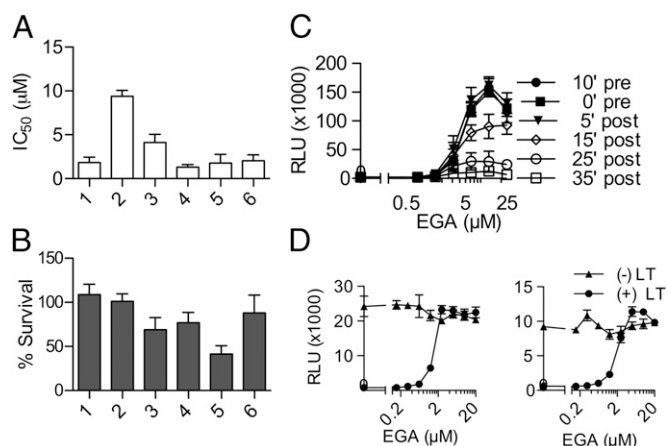 A
IC50 (µM)
15
10
5
0
1 2 3 4 5 6
B
% Survival
150
100
50
0
1 2 3 4 5 6
C
RLU (x1000)
200
150
100
50
0
0 0.5 5 25
EGA (µM)
10' pre
0' pre
5' post
15' post
25' post
35' post
D
RLU (x1000)
30
20
10
0
0 0.2 2 20
EGA (µM)
15
10
5
0
0 0.2 2 20
EGA (µM)
(-) LT
(+) LT